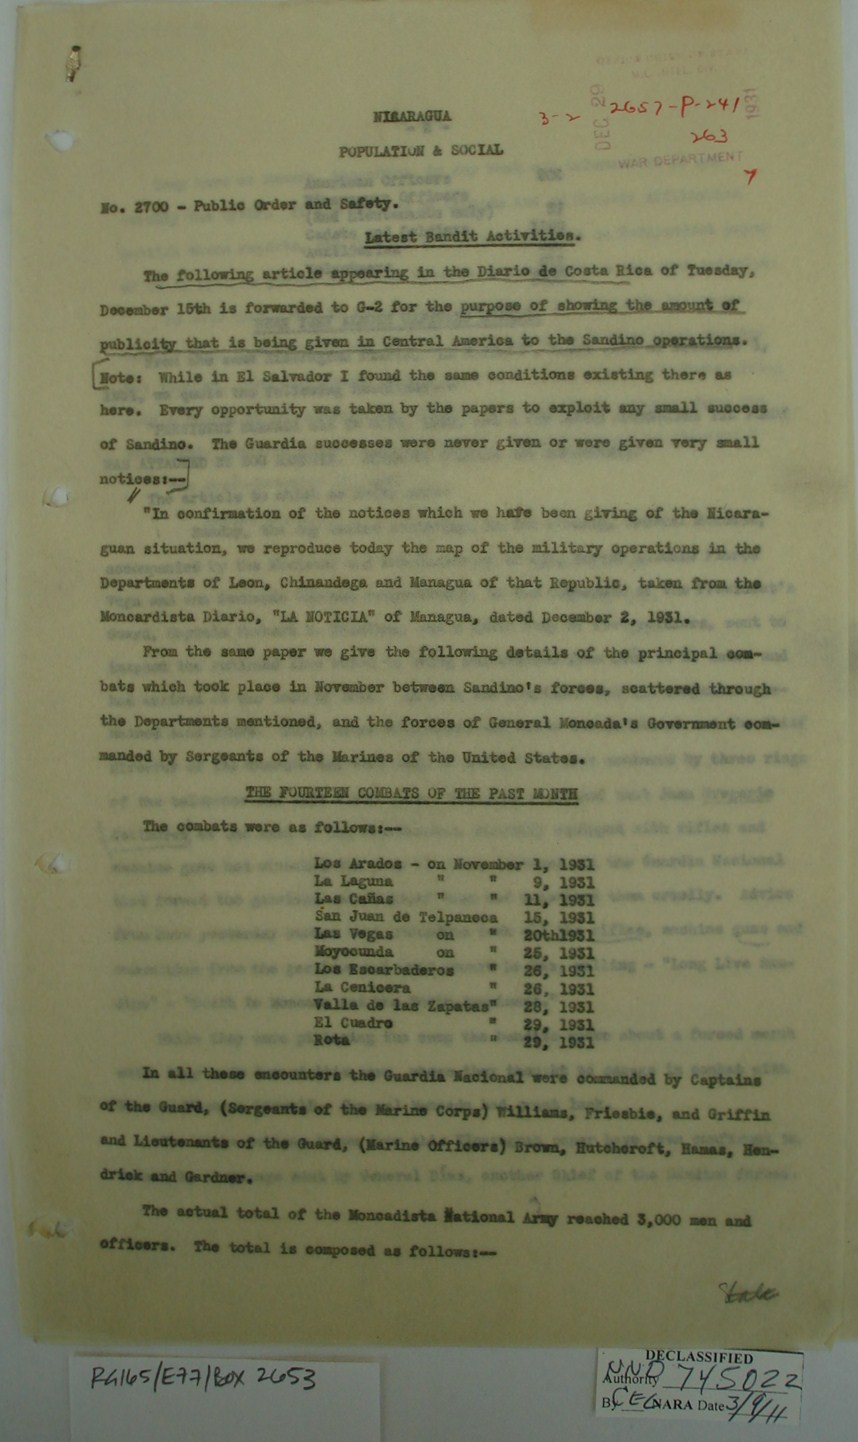 DEC 29 1931
WAR DEPARTMENT
3-2 2657-P-241
263
7
NICARAGUA
POPULATION & SOCIAL
No. 2700 - Public Order and Safety.
Latest Bandit Activities.
The following article appearing in the Diario de Costa Rica of Tuesday,
December 15th is forwarded to G-2 for the purpose of showing the amount of
publicity that is being given in Central America to the Sandino operations.
Note: While in El Salvador I found the same conditions existing there as
here. Every opportunity was taken by the papers to exploit any small success
of Sandino. The Guardia successes were never given or were given very small
notices:--
"In confirmation of the notices which we have been giving of the Nicara-
guan situation, we reproduce today the map of the military operations in the
Departments of Leon, Chinandega and Managua of that Republic, taken from the
Moncardista Diario, "LA NOTICIA" of Managua, dated December 2, 1931.
From the same paper we give the following details of the principal com-
bats which took place in November between Sandino's forces, scattered through
the Departments mentioned, and the forces of General Moncada's Government com-
manded by Sergeants of the Marines of the United States.
THE FOURTEEN COMBATS OF THE PAST MONTH
The combats were as follows:--
Los Arados - on November 1, 1931
La Laguna " " 9, 1931
Las Cañas " " 11, 1931
San Juan de Telpaneca 15, 1931
Las Vegas on " 20th1931
Moyocunda on " 25, 1931
Los Escarbaderos " 26, 1931
La Cenicera " 26, 1931
Valla de las Zapatas" 28, 1931
El Cuadro " 29, 1931
Rota " 29, 1931
In all these encounters the Guardia Nacional were commanded by Captains
of the Guard, (Sergeants of the Marine Corps) Williams, Friesbie, and Griffin
and Lieutenants of the Guard, (Marine Officers) Brown, Hutchcroft, Hamas, Hen-
drick and Gardner.
The actual total of the Moncadista National Army reached 3,000 men and
officers. The total is composed as follows:--
State
RG165/E77/BOX 2653
DECLASSIFIED
Authority NND 745022
By CEC NARA Date 3/9/11